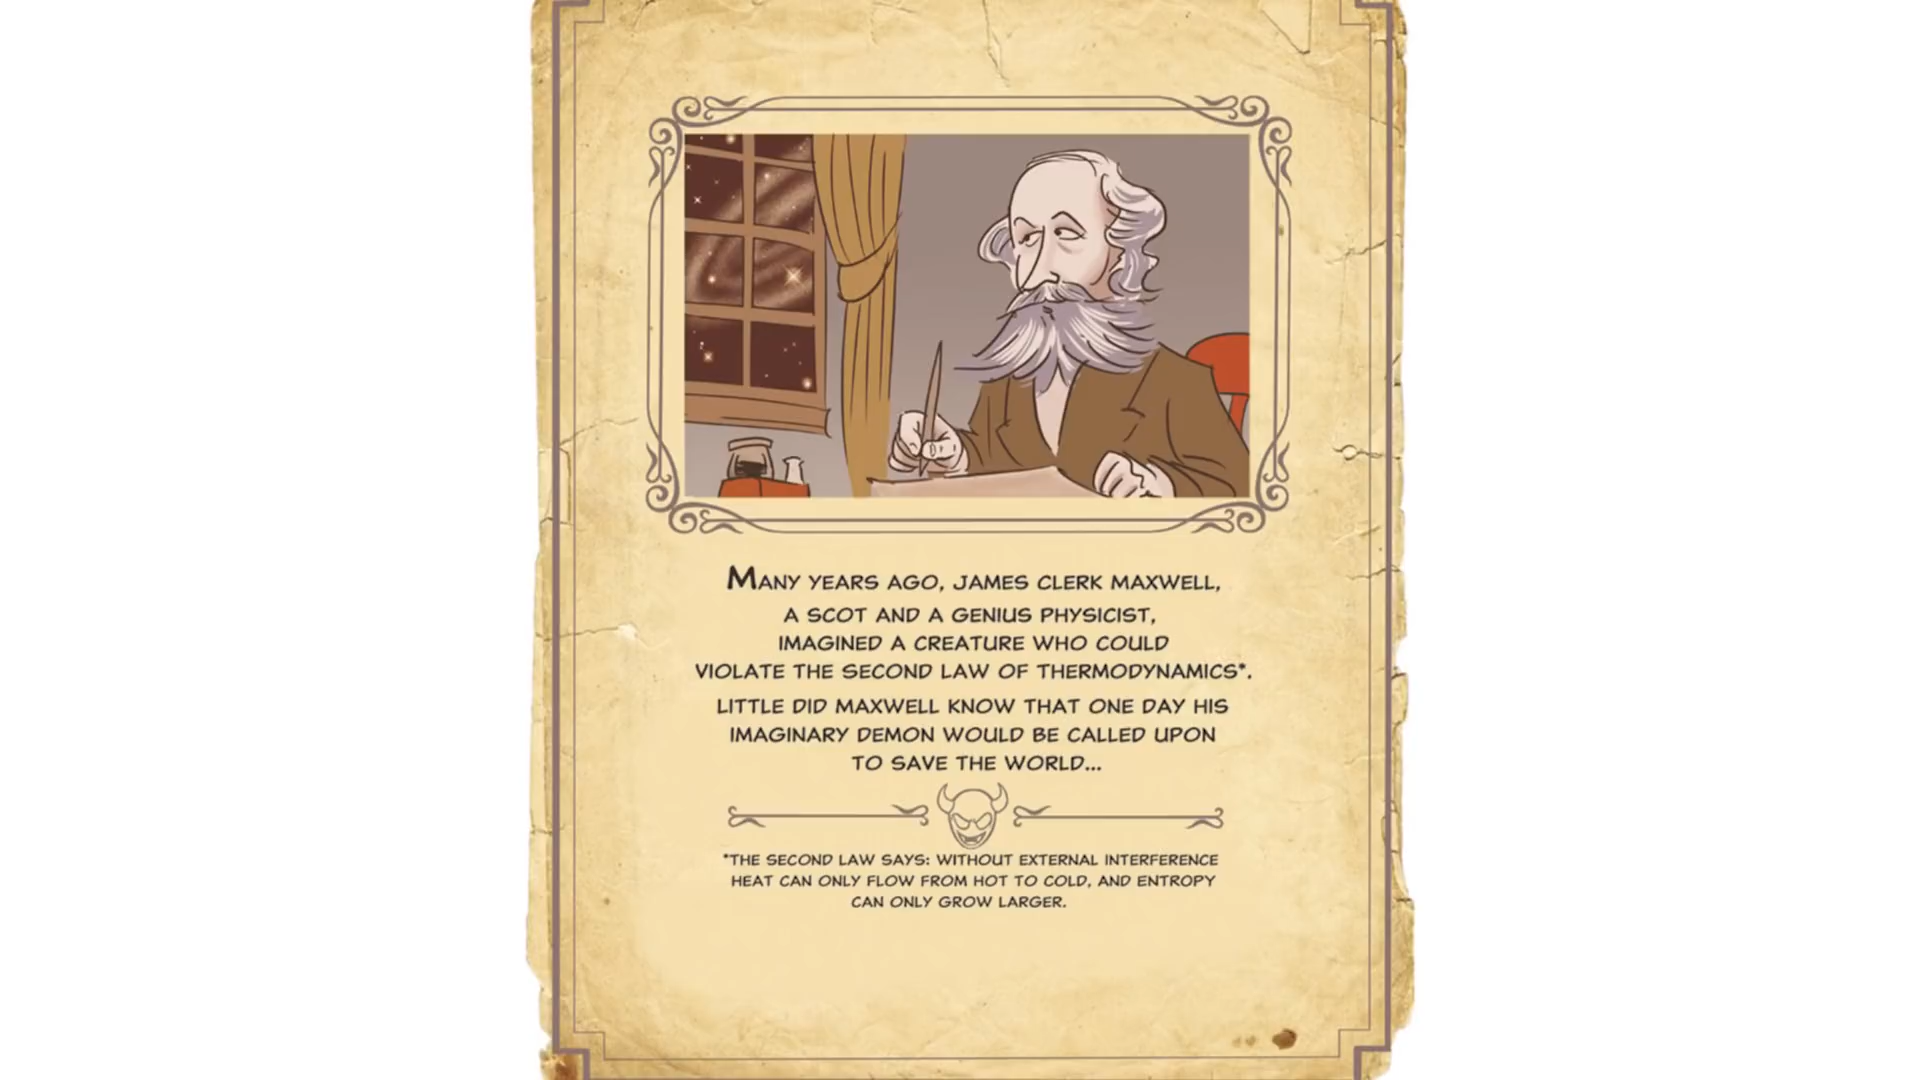 MANY YEARS AGO, JAMES CLERK MAXWELL,
A SCOT AND A GENIUS PHYSICIST,
IMAGINED A CREATURE WHO COULD
VIOLATE THE SECOND LAW OF THERMODYNAMICS*.
LITTLE DID MAXWELL KNOW THAT ONE DAY HIS
IMAGINARY DEMON WOULD BE CALLED UPON
TO SAVE THE WORLD...
*THE SECOND LAW SAYS: WITHOUT EXTERNAL INTERFERENCE
HEAT CAN ONLY FLOW FROM HOT TO COLD, AND ENTROPY
CAN ONLY GROW LARGER.